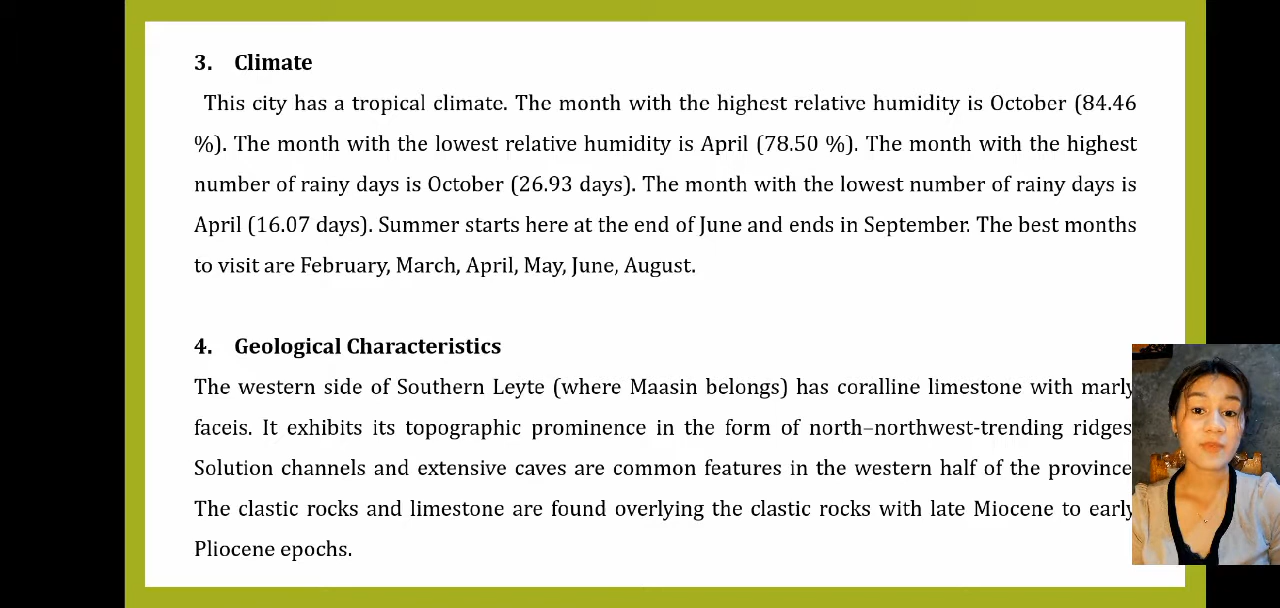 3. Climate
This city has a tropical climate. The month with the highest relative humidity is October (84.46
%). The month with the lowest relative humidity is April (78.50 %). The month with the highest
number of rainy days is October (26.93 days). The month with the lowest number of rainy days is
April (16.07 days). Summer starts here at the end of June and ends in September. The best months
to visit are February, March, April, May, June, August.
4. Geological Characteristics
The western side of Southern Leyte (where Maasin belongs) has coralline limestone with marly
faceis. It exhibits its topographic prominence in the form of north–northwest-trending ridges
Solution channels and extensive caves are common features in the western half of the province
The clastic rocks and limestone are found overlying the clastic rocks with late Miocene to early
Pliocene epochs.